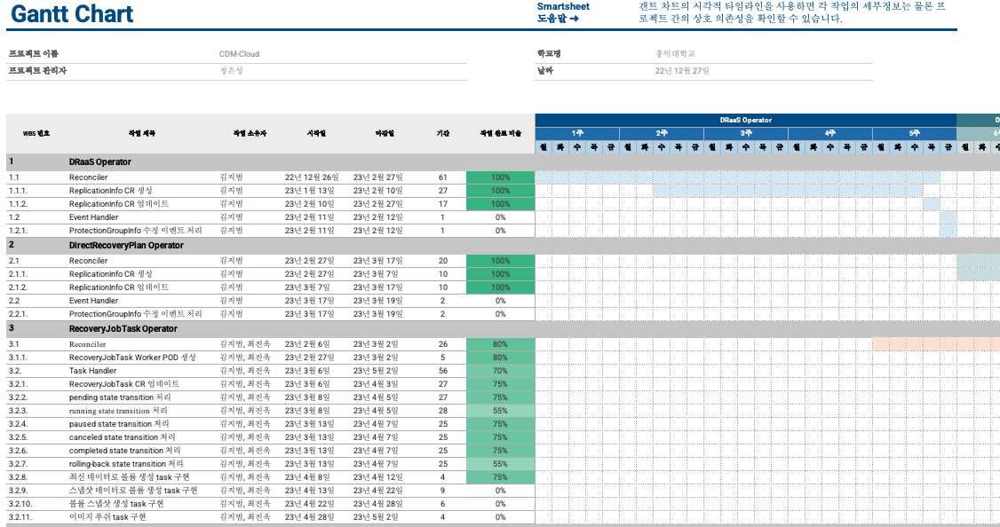 Gantt Chart
Smartsheet
도움말 ➜
갠트 차트의 시각적 타임라인을 사용하면 각 작업의 세부정보는 물론 프
로젝트 간의 상호 의존성을 확인할 수 있습니다.
프로젝트 이름 CDM-Cloud 학교명 홍익대학교
프로젝트 관리자 정은성 날짜 22년 12월 27일
DRaaS Operator D
WBS 번호 작업 제목 작업 소유자 시작일 마감일 기간 작업 완료 비율 1주 2주 3주 4주 5주 6주
월 화 수 목 금 월 화 수 목 금 월 화 수 목 금 월 화 수 목 금 월 화 수 목 금 월 화 수
1 DRaaS Operator
1.1 Reconciler 김지범 22년 12월 26일 23년 2월 27일 61 100%
1.1.1. ReplicationInfo CR 생성 김지범 23년 1월 13일 23년 2월 10일 27 100%
1.1.2. ReplicationInfo CR 업데이트 김지범 23년 2월 10일 23년 2월 27일 17 100%
1.2 Event Handler 김지범 23년 2월 11일 23년 2월 12일 1 0%
1.2.1. ProtectionGroupInfo 수정 이벤트 처리 김지범 23년 2월 11일 23년 2월 12일 1 0%
2 DirectRecoveryPlan Operator
2.1 Reconciler 김지범 23년 2월 27일 23년 3월 17일 20 100%
2.1.1. ReplicationInfo CR 생성 김지범 23년 2월 27일 23년 3월 7일 10 100%
2.1.2. ReplicationInfo CR 업데이트 김지범 23년 3월 7일 23년 3월 17일 10 100%
2.2 Event Handler 김지범 23년 3월 17일 23년 3월 19일 2 0%
2.2.1. ProtectionGroupInfo 수정 이벤트 처리 김지범 23년 3월 17일 23년 3월 19일 2 0%
3 RecoveryJobTask Operator
3.1 Reconciler 김지범, 최진욱 23년 2월 6일 23년 3월 2일 26 80%
3.1.1. RecoveryJobTask Worker POD 생성 김지범, 최진욱 23년 2월 27일 23년 3월 2일 5 80%
3.2. Task Handler 김지범, 최진욱 23년 3월 6일 23년 5월 2일 56 70%
3.2.1. RecoveryJobTask CR 업데이트 김지범, 최진욱 23년 3월 6일 23년 4월 3일 27 75%
3.2.2. pending state transition 처리 김지범, 최진욱 23년 3월 8일 23년 4월 5일 27 75%
3.2.3. running state transition 처리 김지범, 최진욱 23년 3월 8일 23년 4월 5일 28 55%
3.2.4. paused state transition 처리 김지범, 최진욱 23년 3월 13일 23년 4월 7일 25 75%
3.2.5. canceled state transition 처리 김지범, 최진욱 23년 3월 13일 23년 4월 7일 25 75%
3.2.6. completed state transition 처리 김지범, 최진욱 23년 3월 13일 23년 4월 7일 25 75%
3.2.7. rolling-back state transition 처리 김지범, 최진욱 23년 3월 13일 23년 4월 7일 25 55%
3.2.8. 최신 데이터로 볼륨 생성 task 구현 김지범, 최진욱 23년 4월 8일 23년 4월 12일 4 75%
3.2.9. 스냅샷 데이터로 볼륨 생성 task 구현 김지범, 최진욱 23년 4월 13일 23년 4월 22일 9 0%
3.2.10. 볼륨 스냅샷 생성 task 구현 김지범, 최진욱 23년 4월 22일 23년 4월 28일 6 0%
3.2.11. 이미지 푸쉬 task 구현 김지범, 최진욱 23년 4월 28일 23년 5월 2일 4 0%